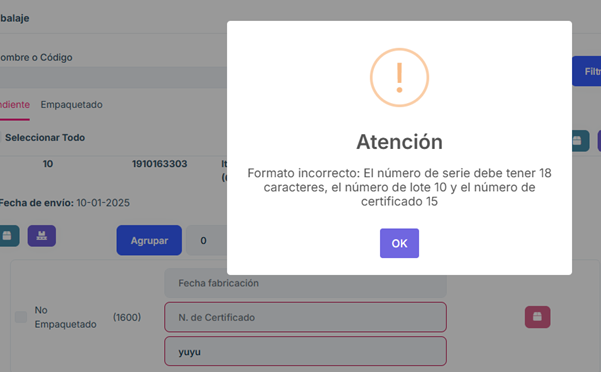 balaje
ombre o Código
Filtr
ndiente Empaquetado
Seleccionar Todo
10 1910163303 It
(
Fecha de envío: 10-01-2025
Agrupar 0
Atención
Formato incorrecto: El número de serie debe tener 18
caracteres, el número de lote 10 y el número de
certificado 15
OK
Fecha fabricación
No
Empaquetado
(1600)
N. de Certificado
yuyu